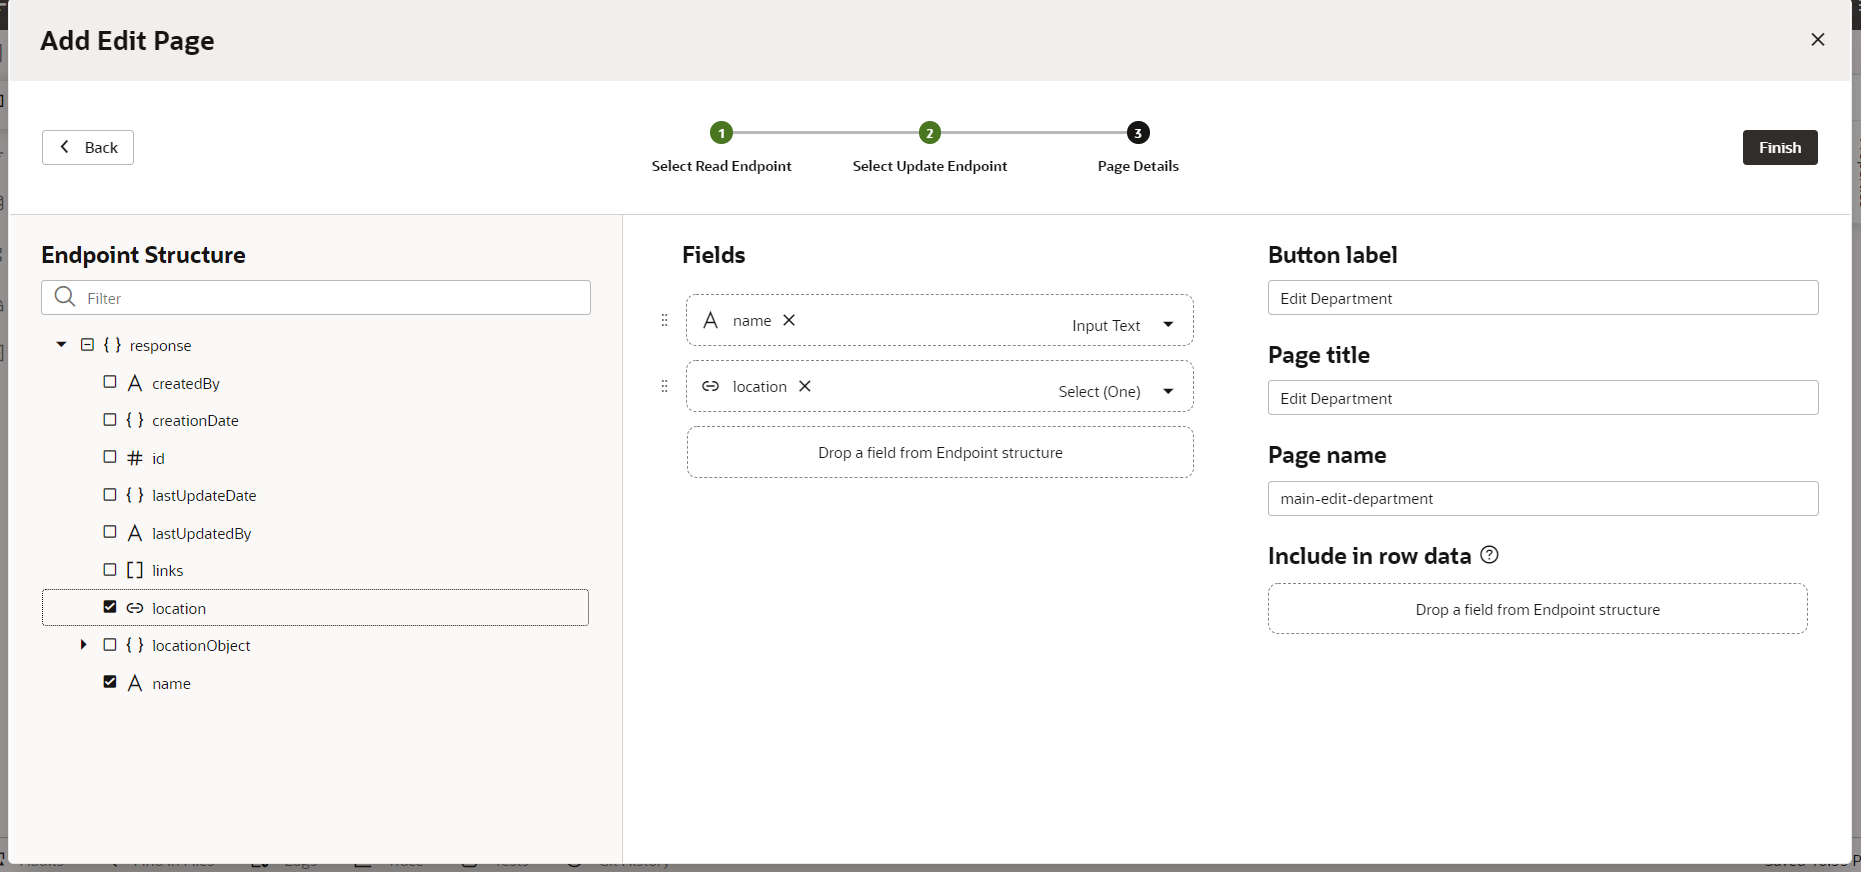 Add Edit Page
Back
1
2
3
Select Read Endpoint
Select Update Endpoint
Page Details
Finish
Endpoint Structure
Filter
{ } response
createdBy
{ } creationDate
# id
{ } lastUpdateDate
lastUpdatedBy
[ ] links
location
{ } locationObject
name
Fields
name
Input Text
location
Select (One)
Drop a field from Endpoint structure
Button label
Edit Department
Page title
Edit Department
Page name
main-edit-department
Include in row data
Drop a field from Endpoint structure